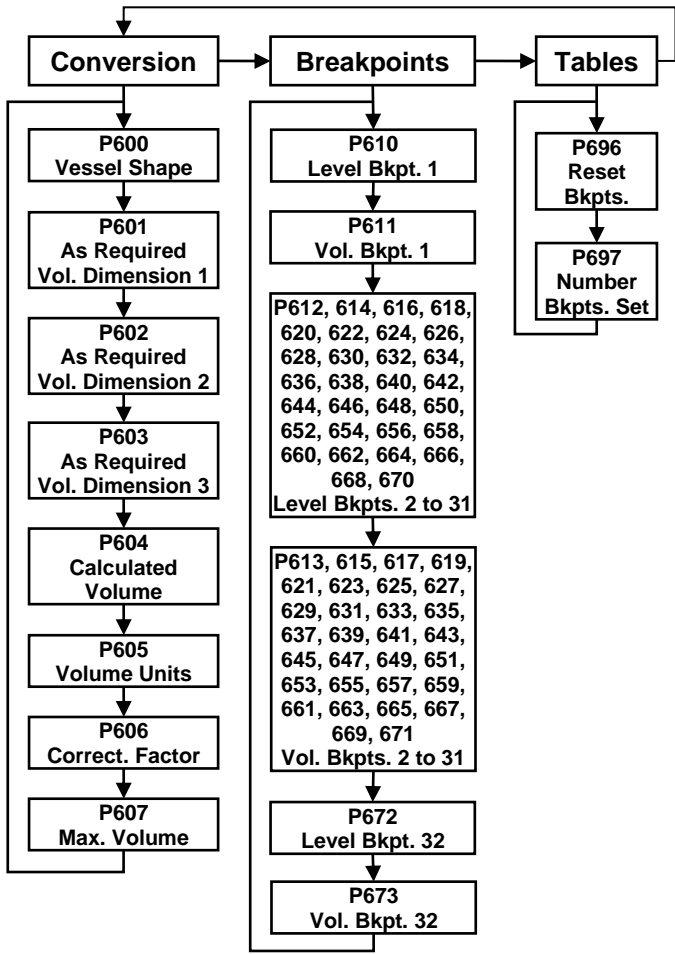 Conversion
Breakpoints
Tables
P600
Vessel Shape
P601
As Required
Vol. Dimension 1
P602
As Required
Vol. Dimension 2
P603
As Required
Vol. Dimension 3
P604
Calculated
Volume
P605
Volume Units
P606
Correct. Factor
P607
Max. Volume
P610
Level Bkpt. 1
P611
Vol. Bkpt. 1
P612, 614, 616, 618,
620, 622, 624, 626,
628, 630, 632, 634,
636, 638, 640, 642,
644, 646, 648, 650,
652, 654, 656, 658,
660, 662, 664, 666,
668, 670
Level Bkpts. 2 to 31
P613, 615, 617, 619,
621, 623, 625, 627,
629, 631, 633, 635,
637, 639, 641, 643,
645, 647, 649, 651,
653, 655, 657, 659,
661, 663, 665, 667,
669, 671
Vol. Bkpts. 2 to 31
P672
Level Bkpt. 32
P673
Vol. Bkpt. 32
P696
Reset
Bkpts.
P697
Number
Bkpts. Set